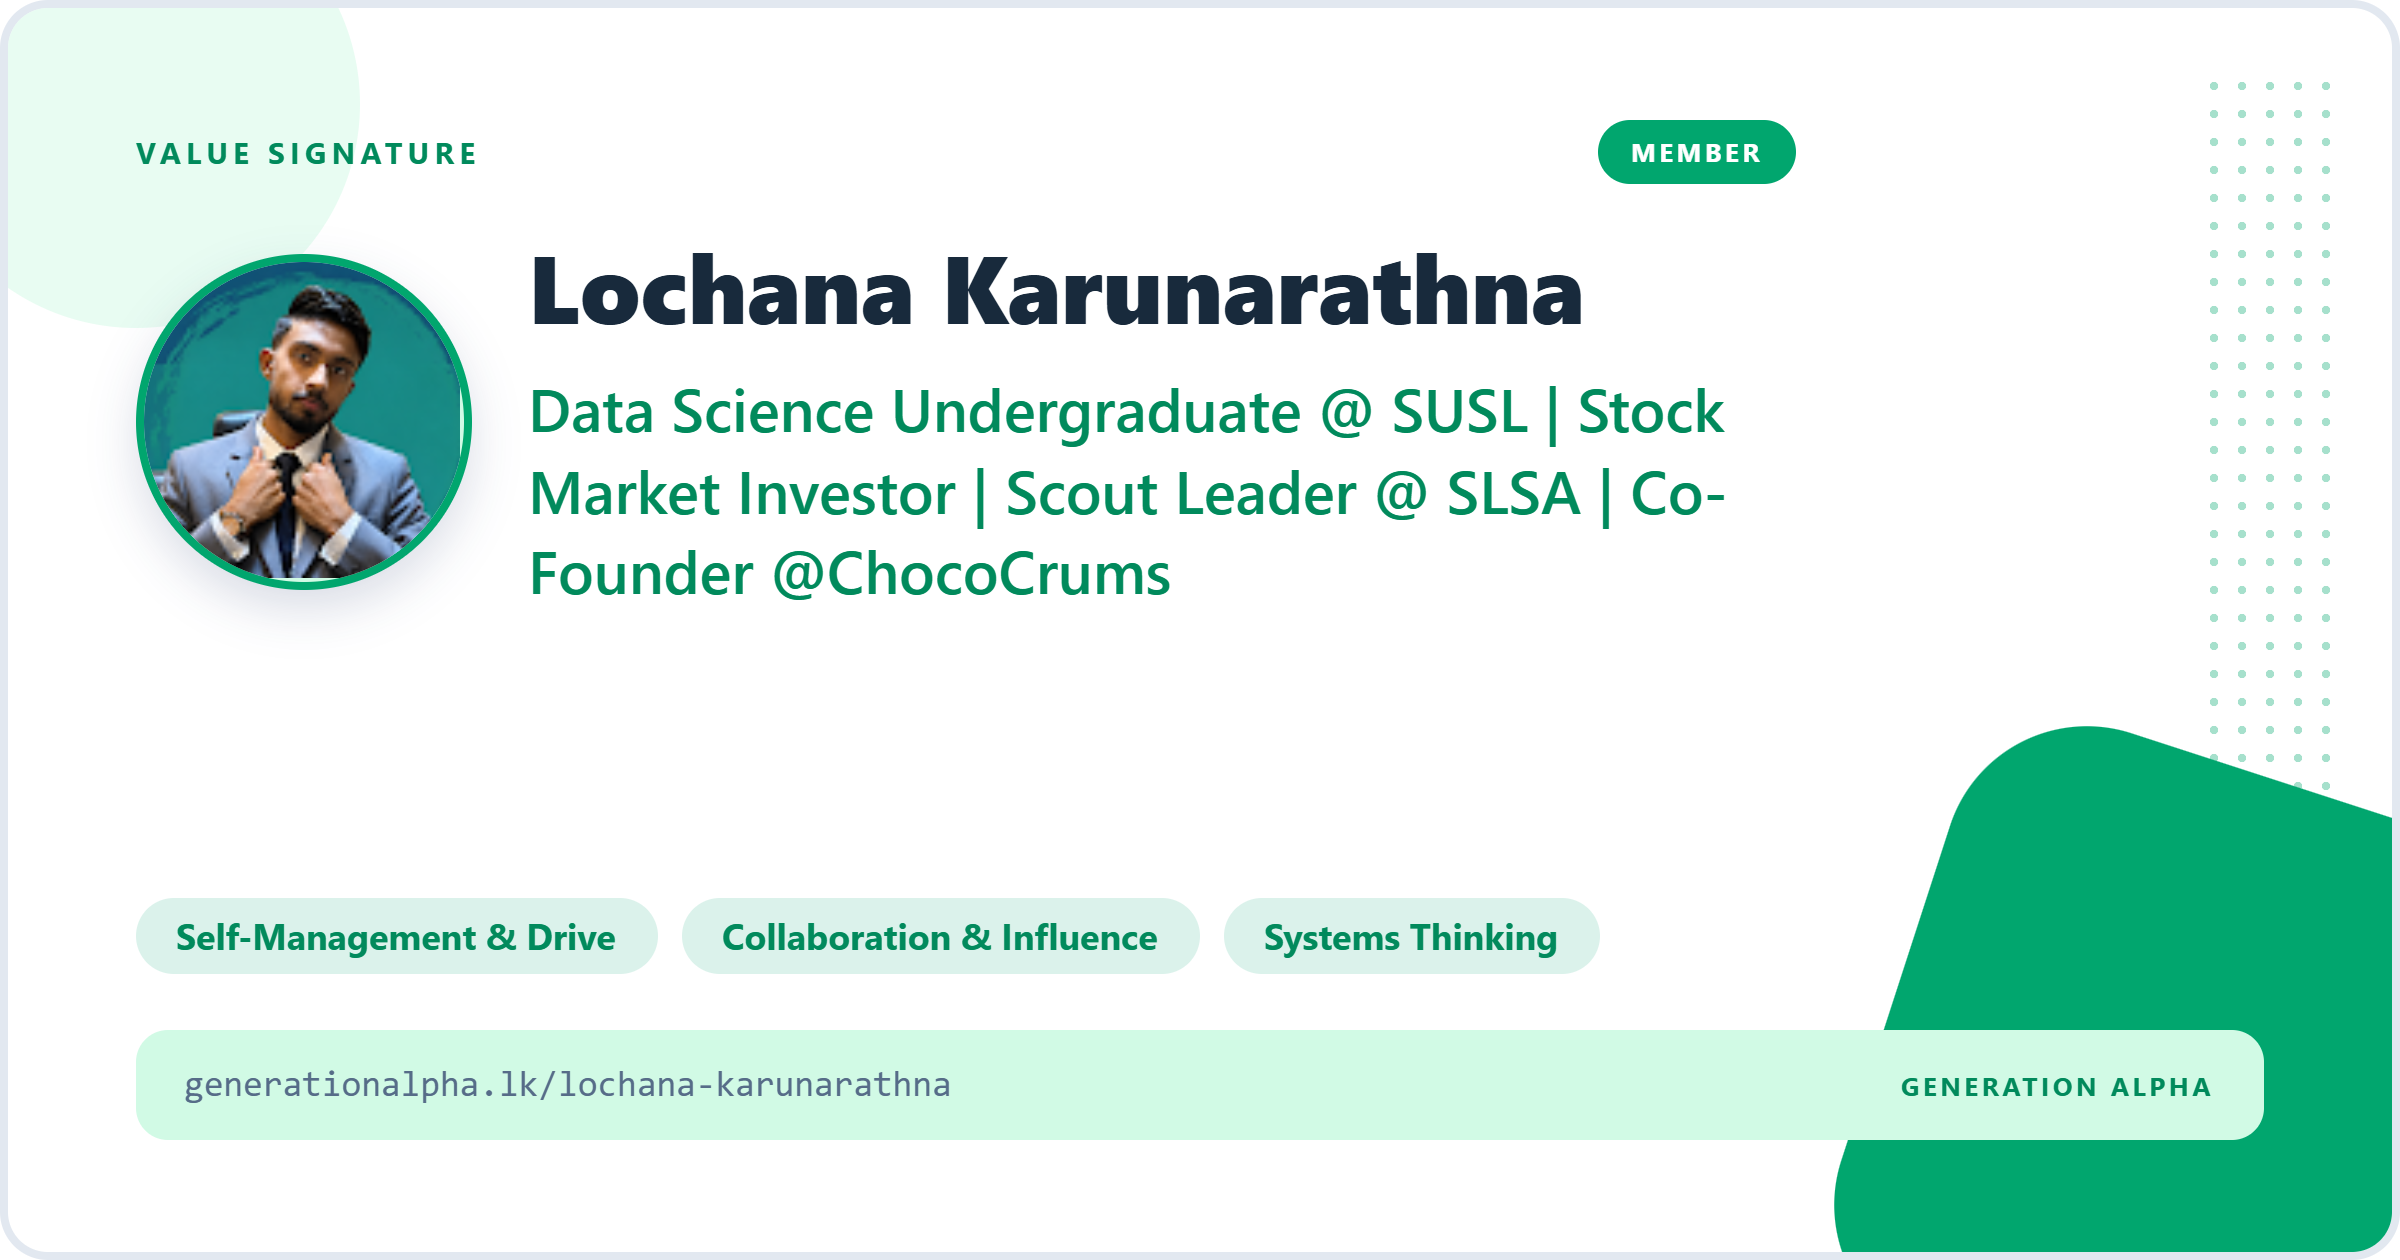 VALUE SIGNATURE
MEMBER
Lochana Karunarathna
Data Science Undergraduate @ SUSL | Stock
Market Investor | Scout Leader @ SLSA | Co-
Founder @ChocoCrums
Self-Management & Drive
Collaboration & Influence
Systems Thinking
generationalpha.lk/lochana-karunarathna
GENERATION ALPHA